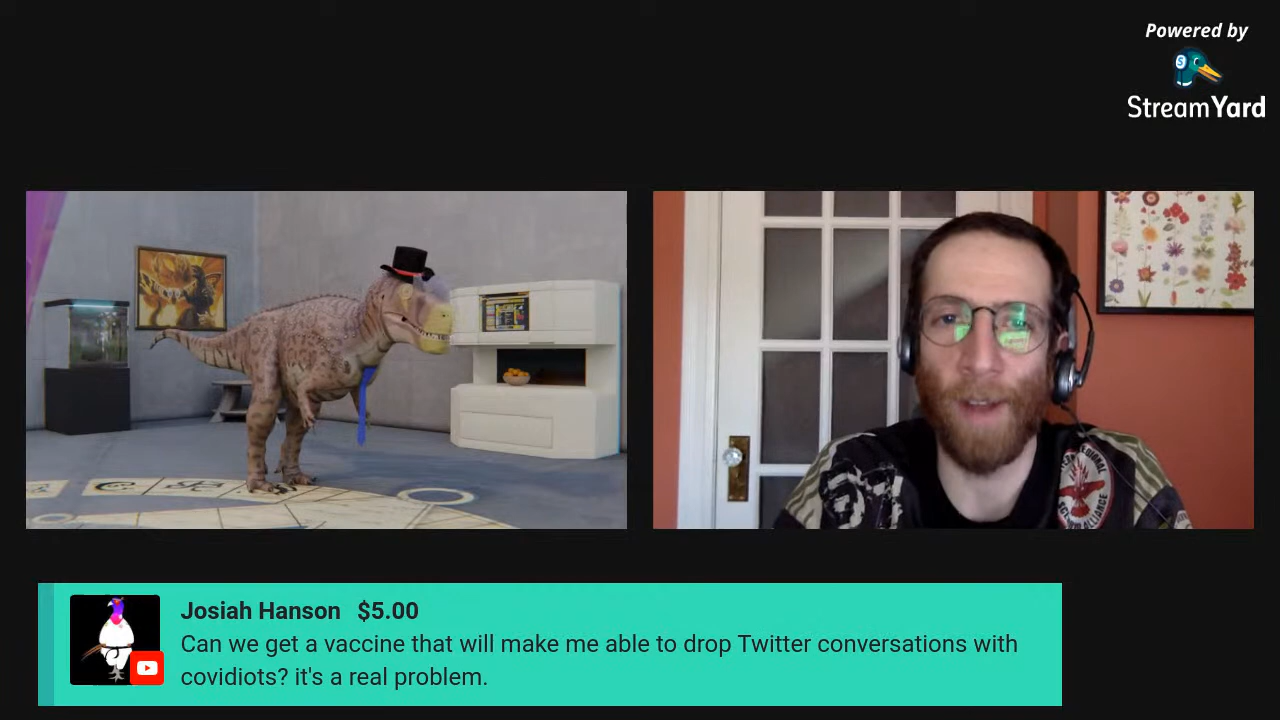 Powered by
StreamYard
Josiah Hanson $5.00
Can we get a vaccine that will make me able to drop Twitter conversations with
covidiots? it's a real problem.